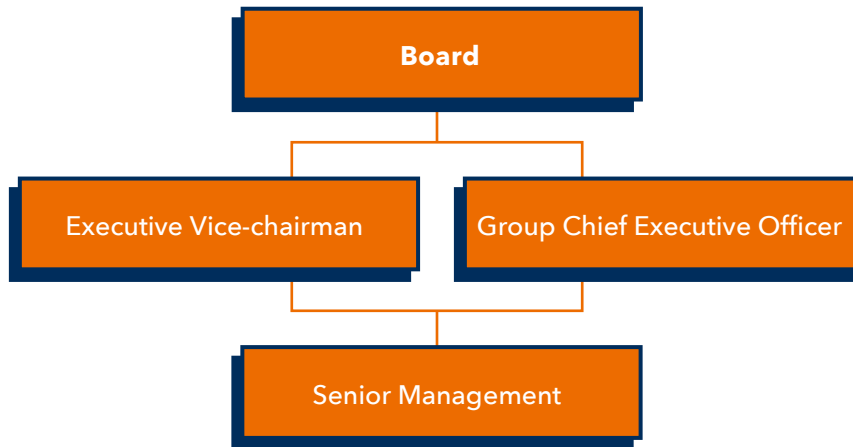 Board
Executive Vice-chairman
Group Chief Executive Officer
Senior Management